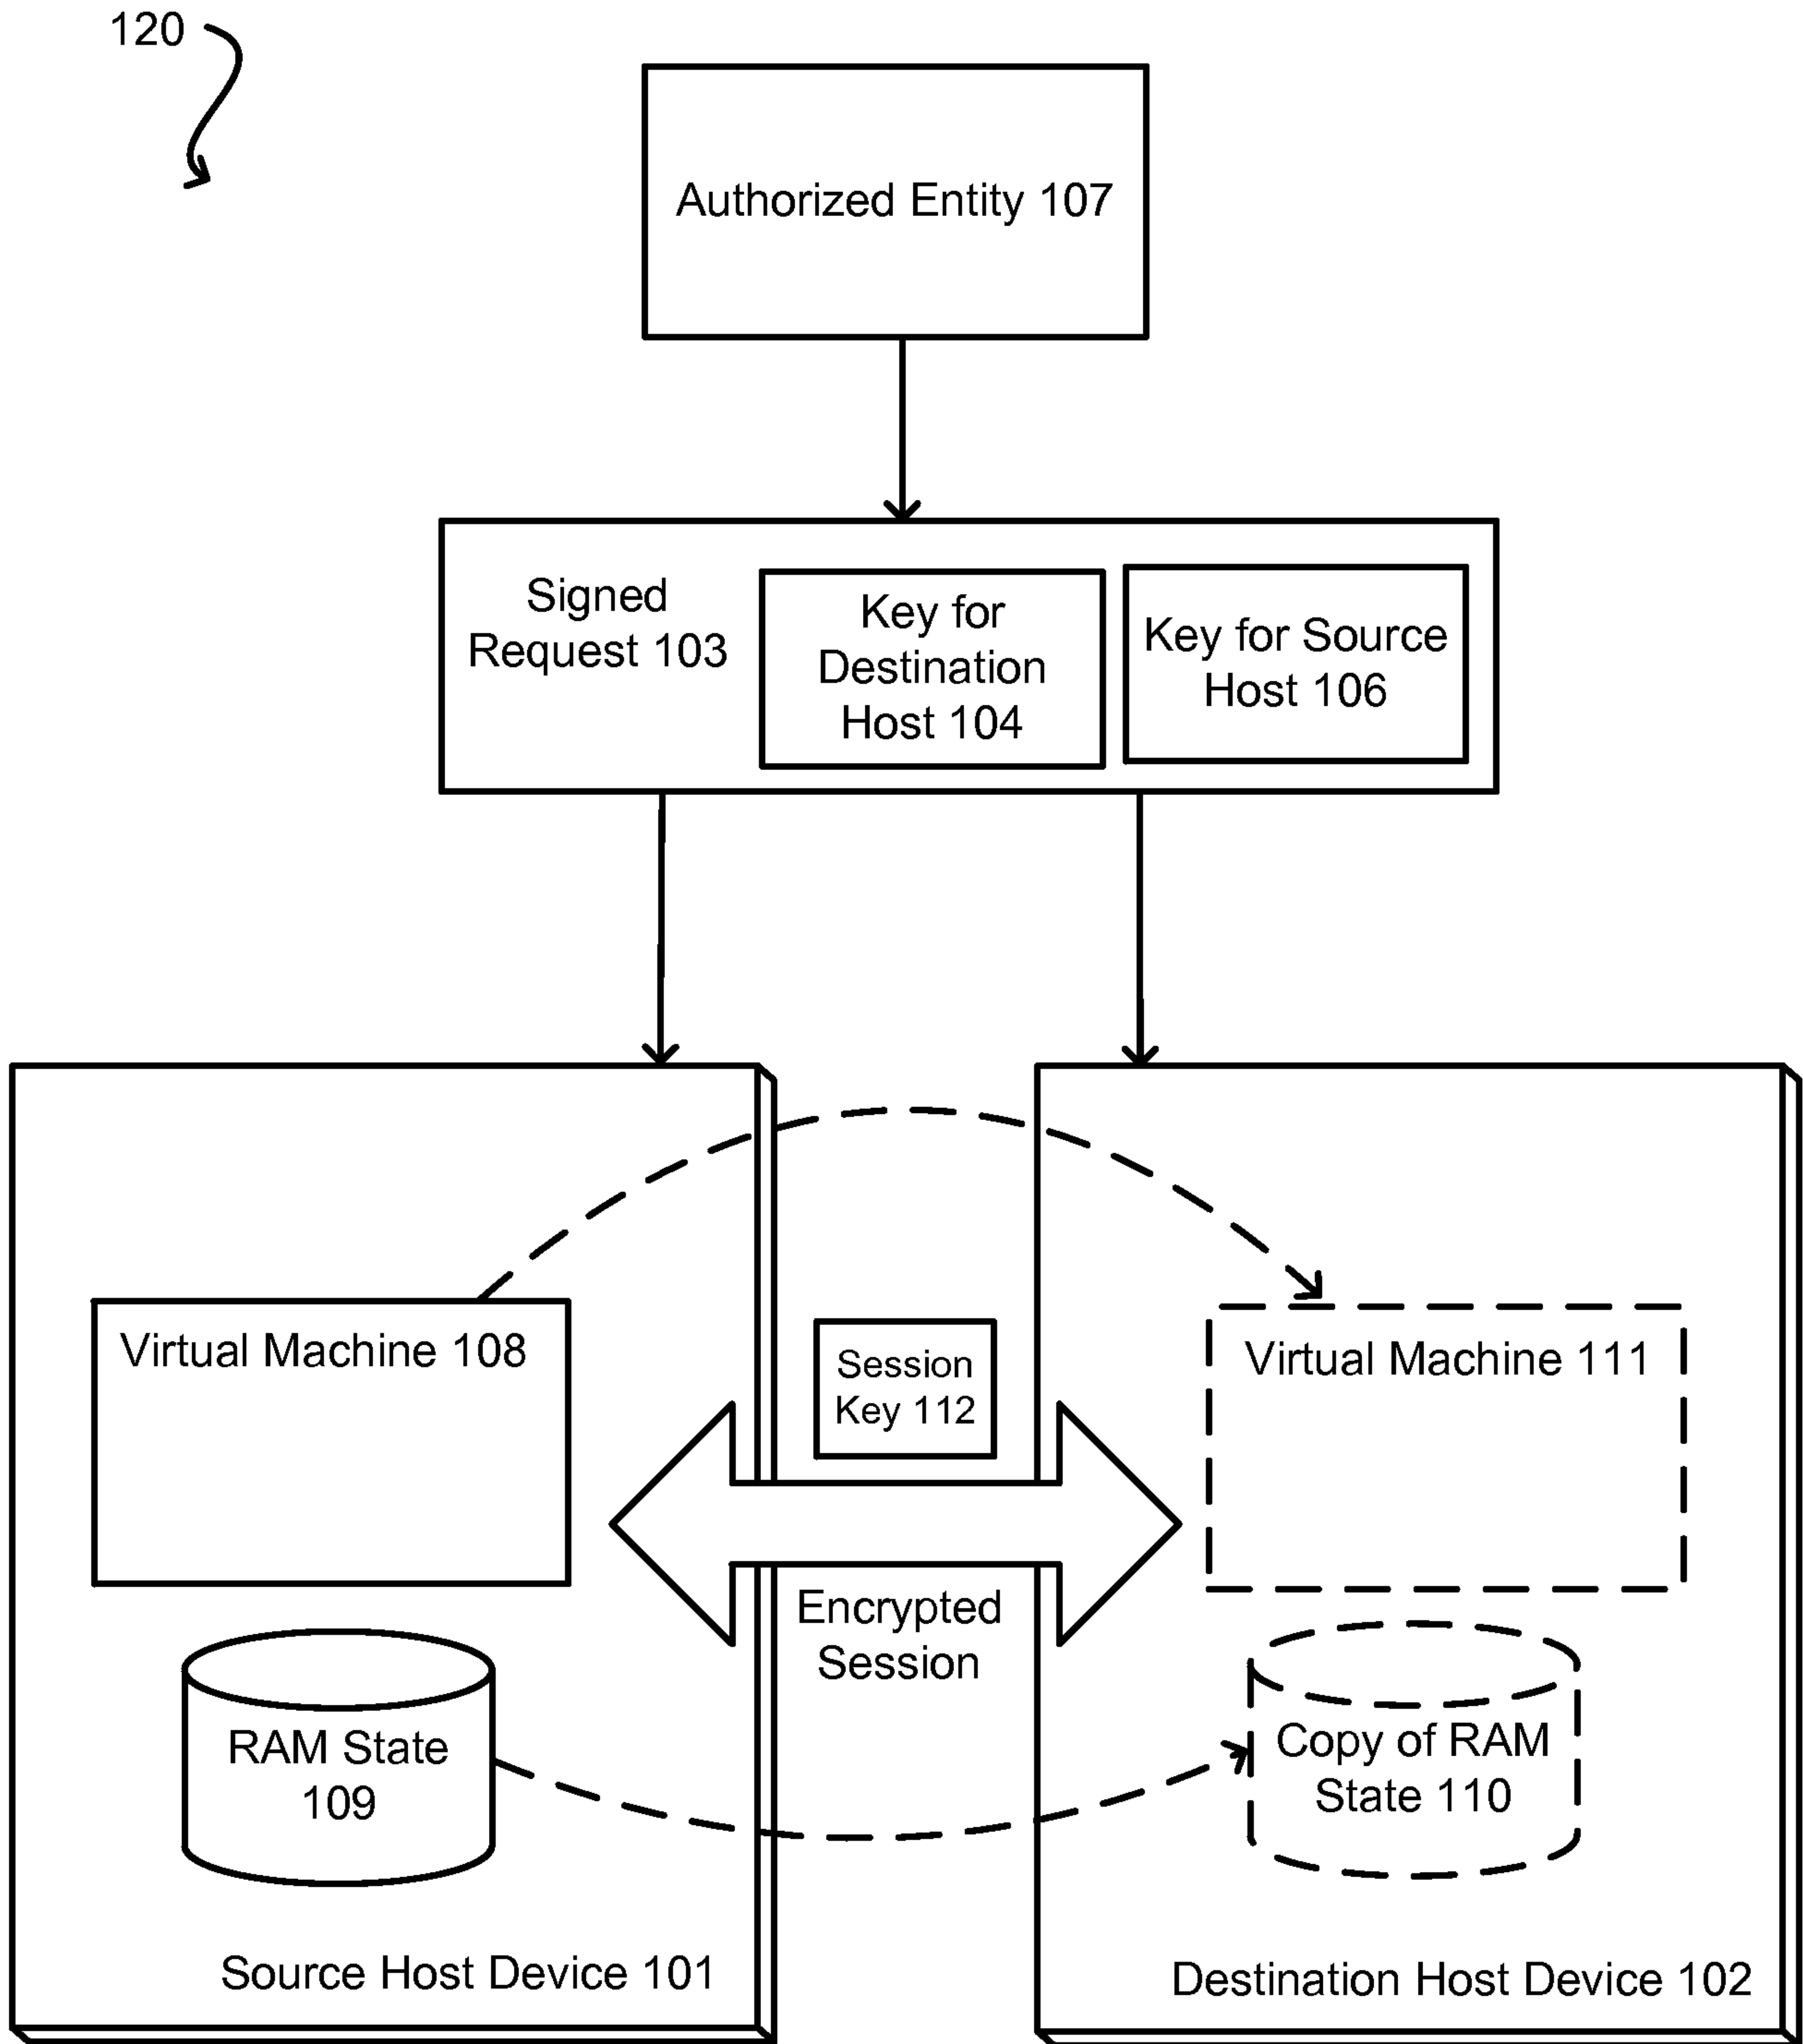 120
Authorized Entity 107
Signed
Request 103
Key for
Destination
Host 104
Key for Source
Host 106
Virtual Machine 108
Session
Key 112
Virtual Machine 111
Encrypted
Session
RAM State
109
Copy of RAM
State 110
Source Host Device 101
Destination Host Device 102